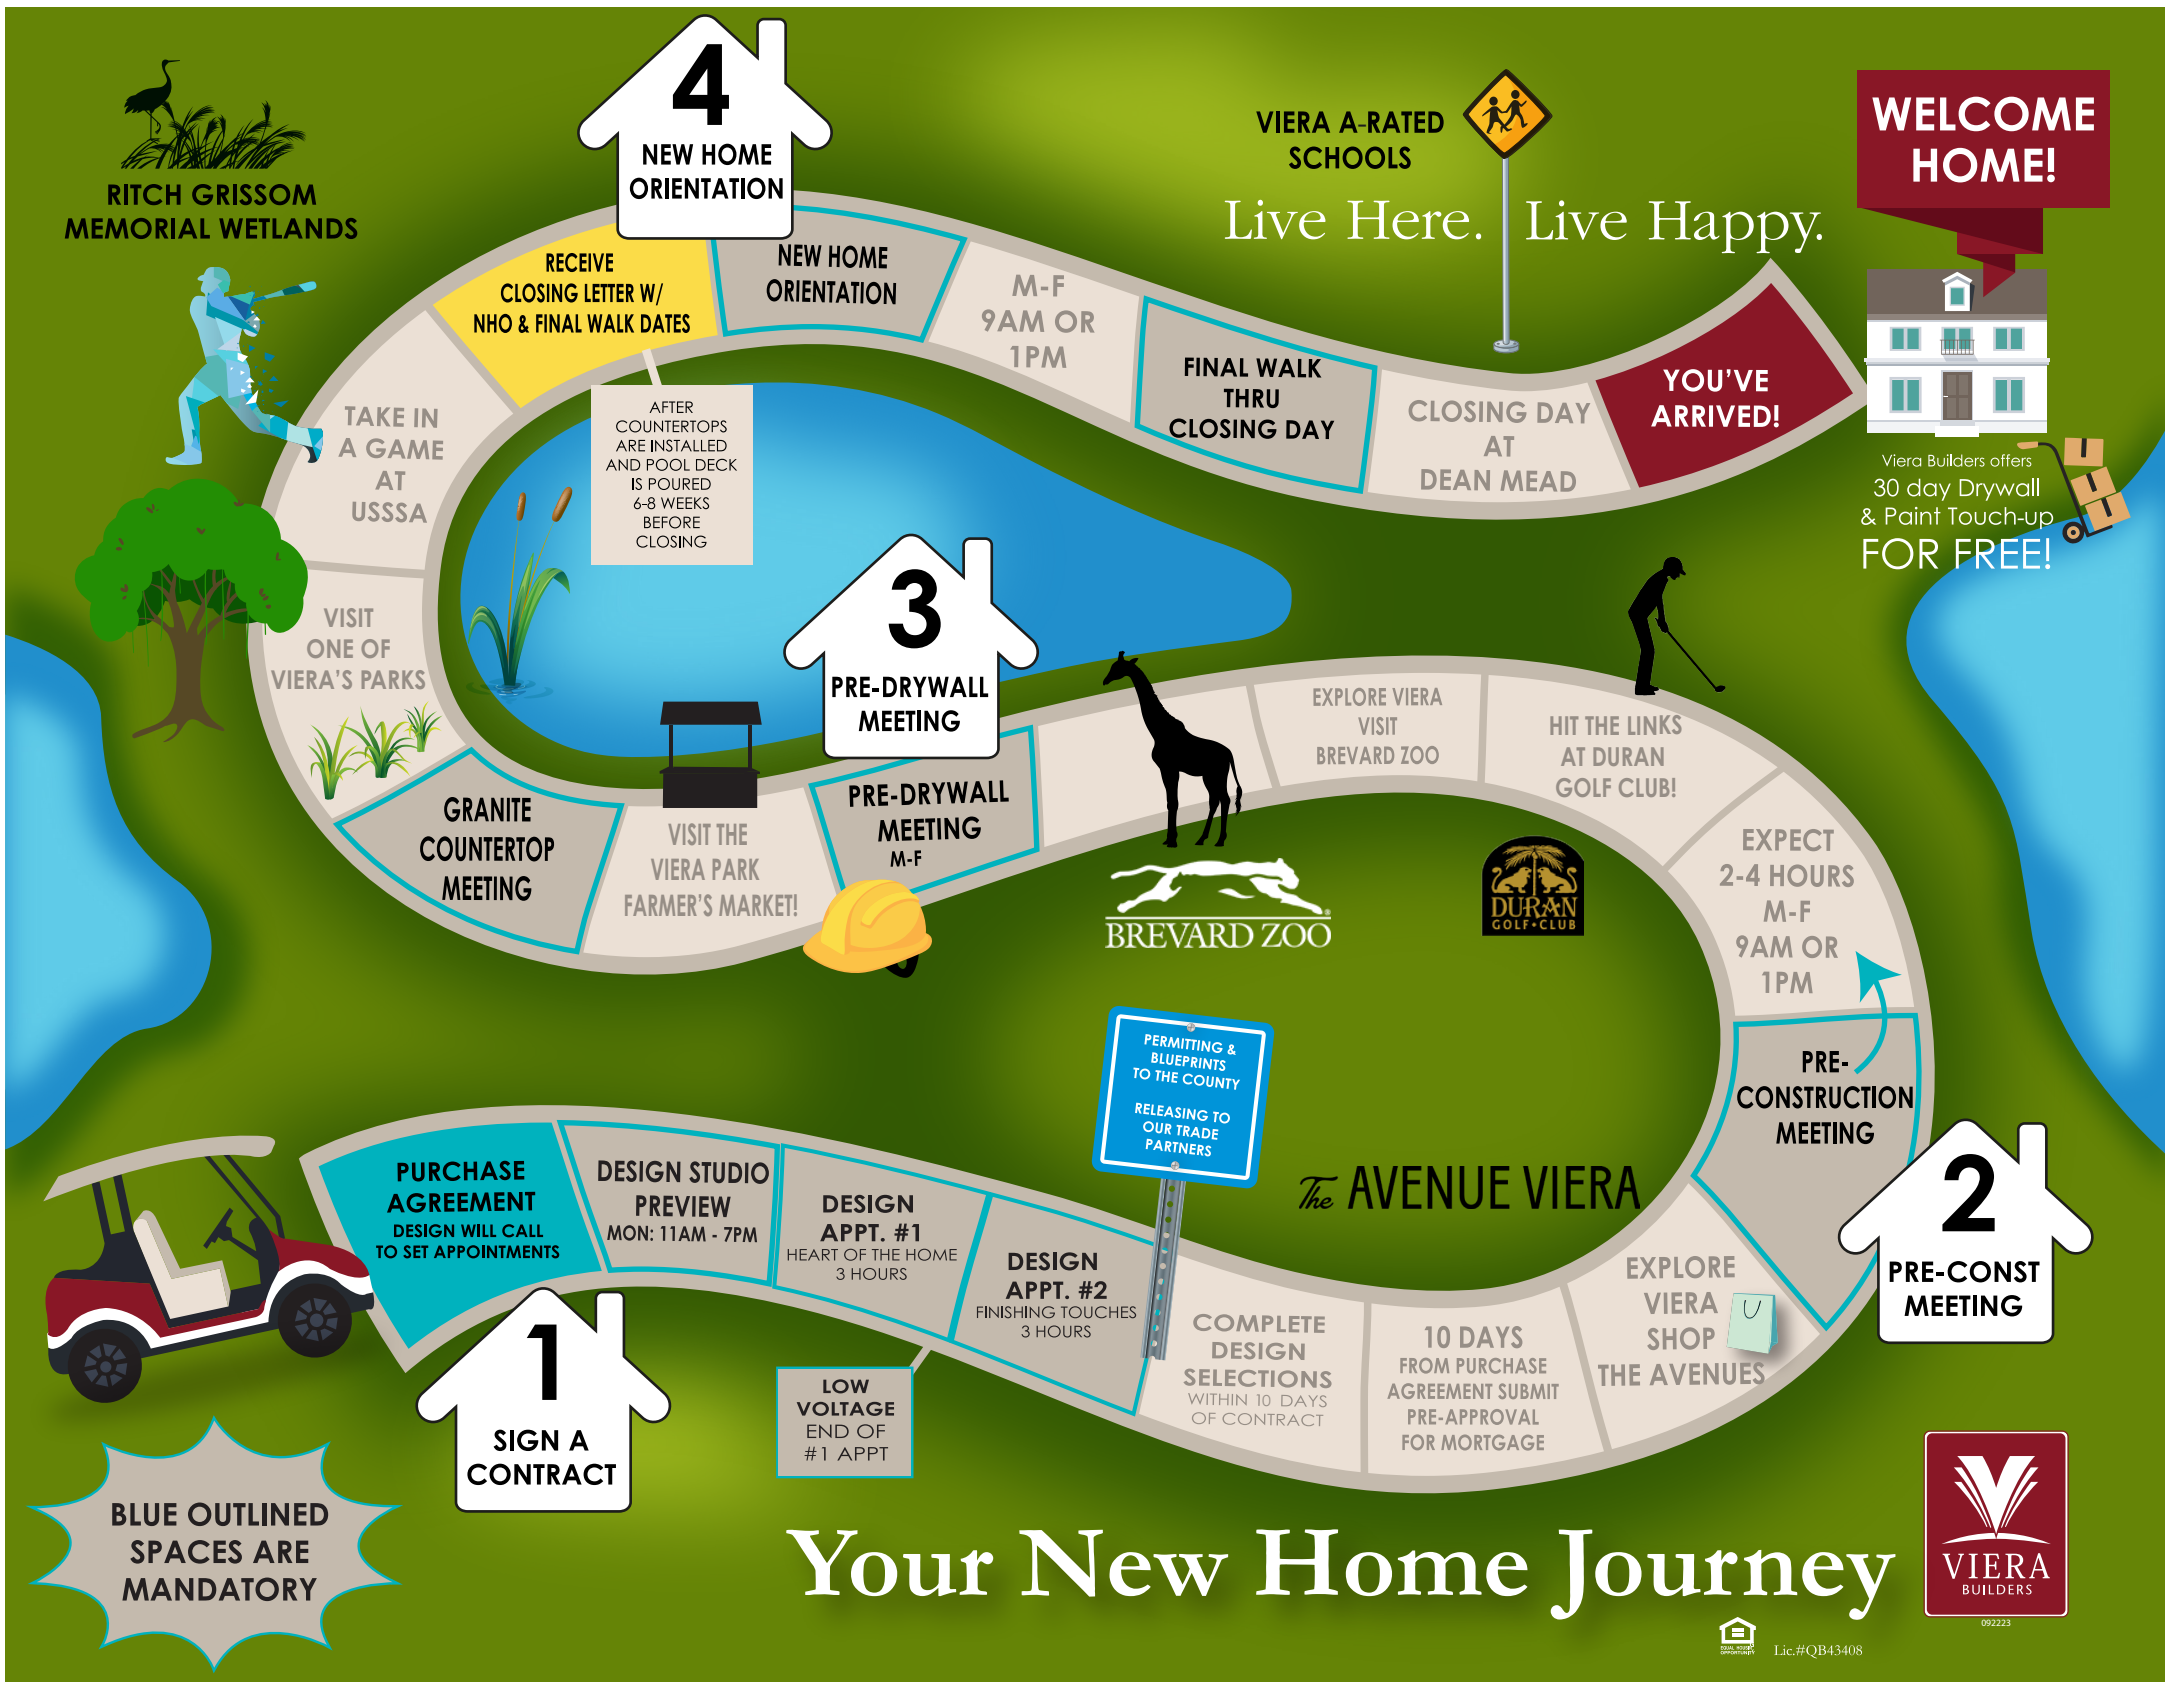 RITCH GRISSOM
MEMORIAL WETLANDS
4
NEW HOME
ORIENTATION
VIERA A-RATED
SCHOOLS
Live Here. Live Happy.
WELCOME
HOME!
RECEIVE
CLOSING LETTER W/
NHO & FINAL WALK DATES
NEW HOME
ORIENTATION
M-F
9AM OR
1PM
FINAL WALK
THRU
CLOSING DAY
CLOSING DAY
AT
DEAN MEAD
YOU'VE
ARRIVED!
Viera Builders offers
30 day Drywall
& Paint Touch-up
FOR FREE!
TAKE IN
A GAME
AT
USSSA
AFTER
COUNTERTOPS
ARE INSTALLED
AND POOL DECK
IS POURED
6-8 WEEKS
BEFORE
CLOSING
VISIT
ONE OF
VIERA'S PARKS
3
PRE-DRYWALL
MEETING
GRANITE
COUNTERTOP
MEETING
VISIT THE
VIERA PARK
FARMER'S MARKET!
PRE-DRYWALL
MEETING
M-F
EXPLORE VIERA
VISIT
BREVARD ZOO
HIT THE LINKS
AT DURAN
GOLF CLUB!
BREVARD ZOO
DURAN
GOLF•CLUB
EXPECT
2-4 HOURS
M-F
9AM OR
1PM
PRE-
CONSTRUCTION
MEETING
2
PRE-CONST
MEETING
PERMITTING &
BLUEPRINTS
TO THE COUNTY
RELEASING TO
OUR TRADE
PARTNERS
The AVENUE VIERA
PURCHASE
AGREEMENT
DESIGN WILL CALL
TO SET APPOINTMENTS
DESIGN STUDIO
PREVIEW
MON: 11AM - 7PM
DESIGN
APPT. #1
HEART OF THE HOME
3 HOURS
DESIGN
APPT. #2
FINISHING TOUCHES
3 HOURS
COMPLETE
DESIGN
SELECTIONS
WITHIN 10 DAYS
OF CONTRACT
10 DAYS
FROM PURCHASE
AGREEMENT SUBMIT
PRE-APPROVAL
FOR MORTGAGE
EXPLORE
VIERA
SHOP
THE AVENUES
1
SIGN A
CONTRACT
LOW
VOLTAGE
END OF
#1 APPT
BLUE OUTLINED
SPACES ARE
MANDATORY
Your New Home Journey
VIERA
BUILDERS
092223
EQUAL HOUSING
OPPORTUNITY
Lic.#QB43408